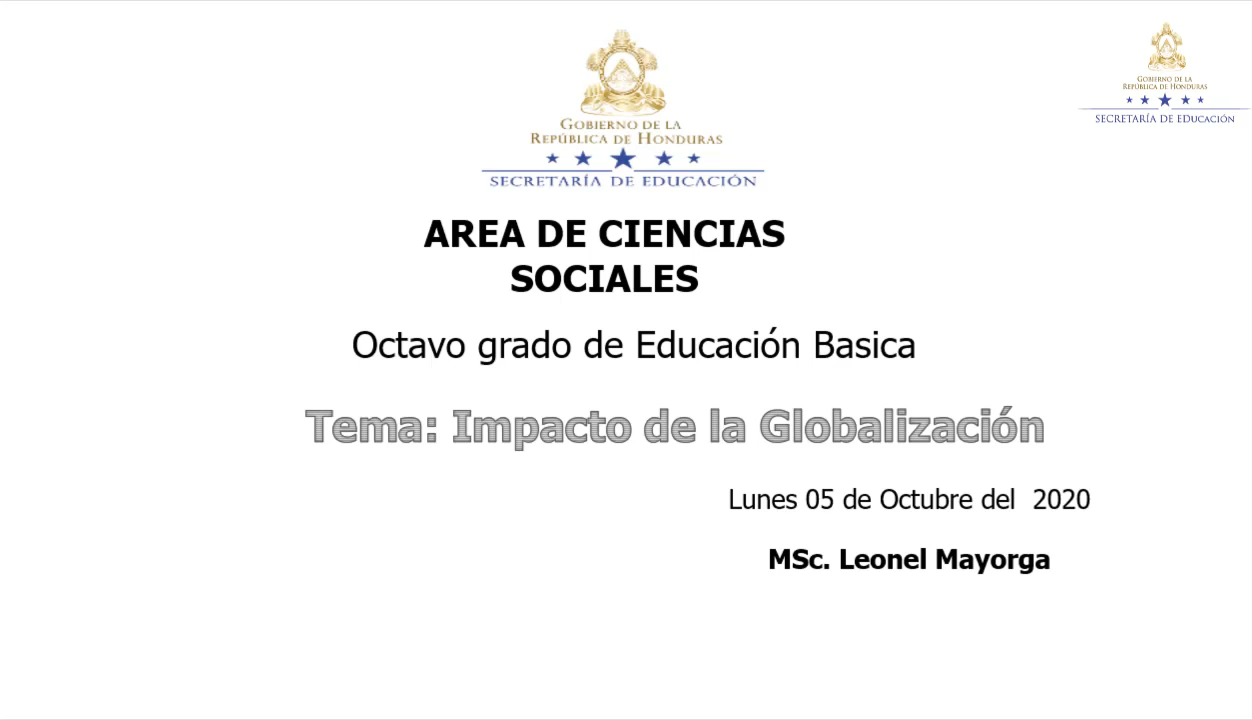 GOBIERNO DE LA
REPÚBLICA DE HONDURAS
SECRETARÍA DE EDUCACIÓN
GOBIERNO DE LA
REPÚBLICA DE HONDURAS
SECRETARÍA DE EDUCACIÓN
AREA DE CIENCIAS
SOCIALES
Octavo grado de Educación Basica
Tema: Impacto de la Globalización
Lunes 05 de Octubre del 2020
MSc. Leonel Mayorga